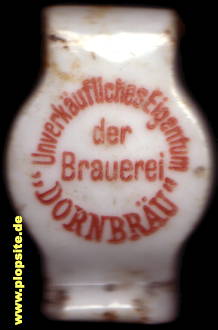 Unverkäufliches Eigentum
der
Brauerei
„DORNBRÄU”
© www.plopsite.de